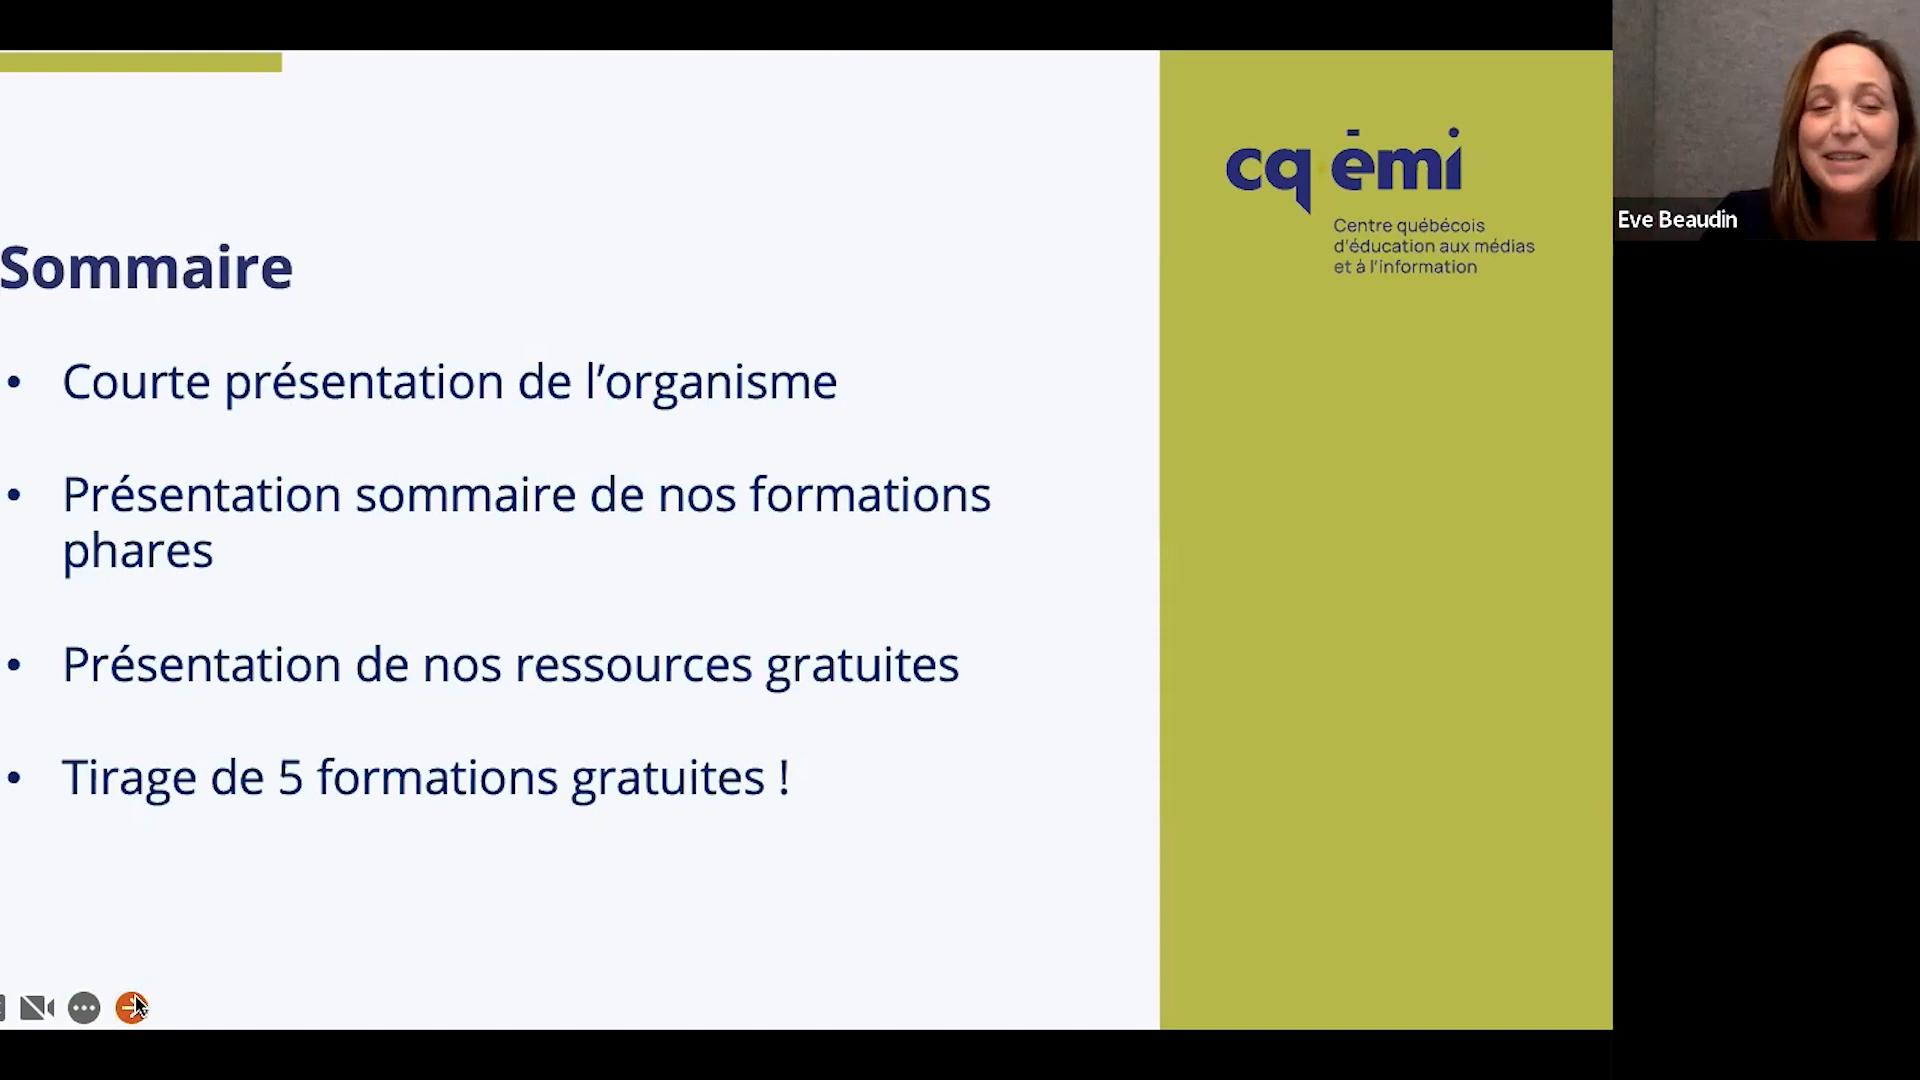 Sommaire
• Courte présentation de l’organisme
• Présentation sommaire de nos formations
phares
• Présentation de nos ressources gratuites
• Tirage de 5 formations gratuites !
cq émi
Centre québécois
d’éducation aux médias
et à l’information
Eve Beaudin